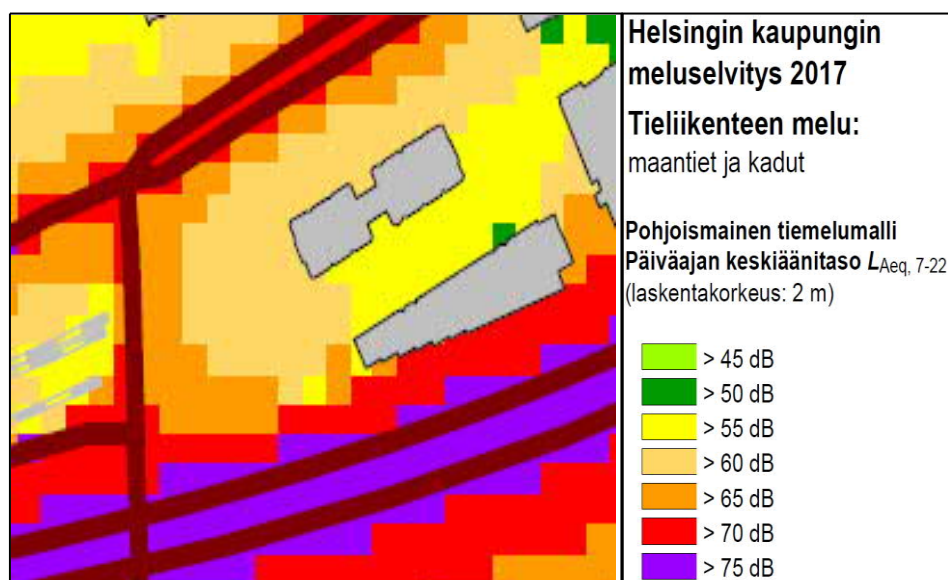 Helsingin kaupungin
meluselvitys 2017
Tieliikenteen melu:
maantiet ja kadut
Pohjoismainen tiemelumalli
Päiväajan keskiäänitaso LAeq, 7-22
(laskentakorkeus: 2 m)
> 45 dB
> 50 dB
> 55 dB
> 60 dB
> 65 dB
> 70 dB
> 75 dB